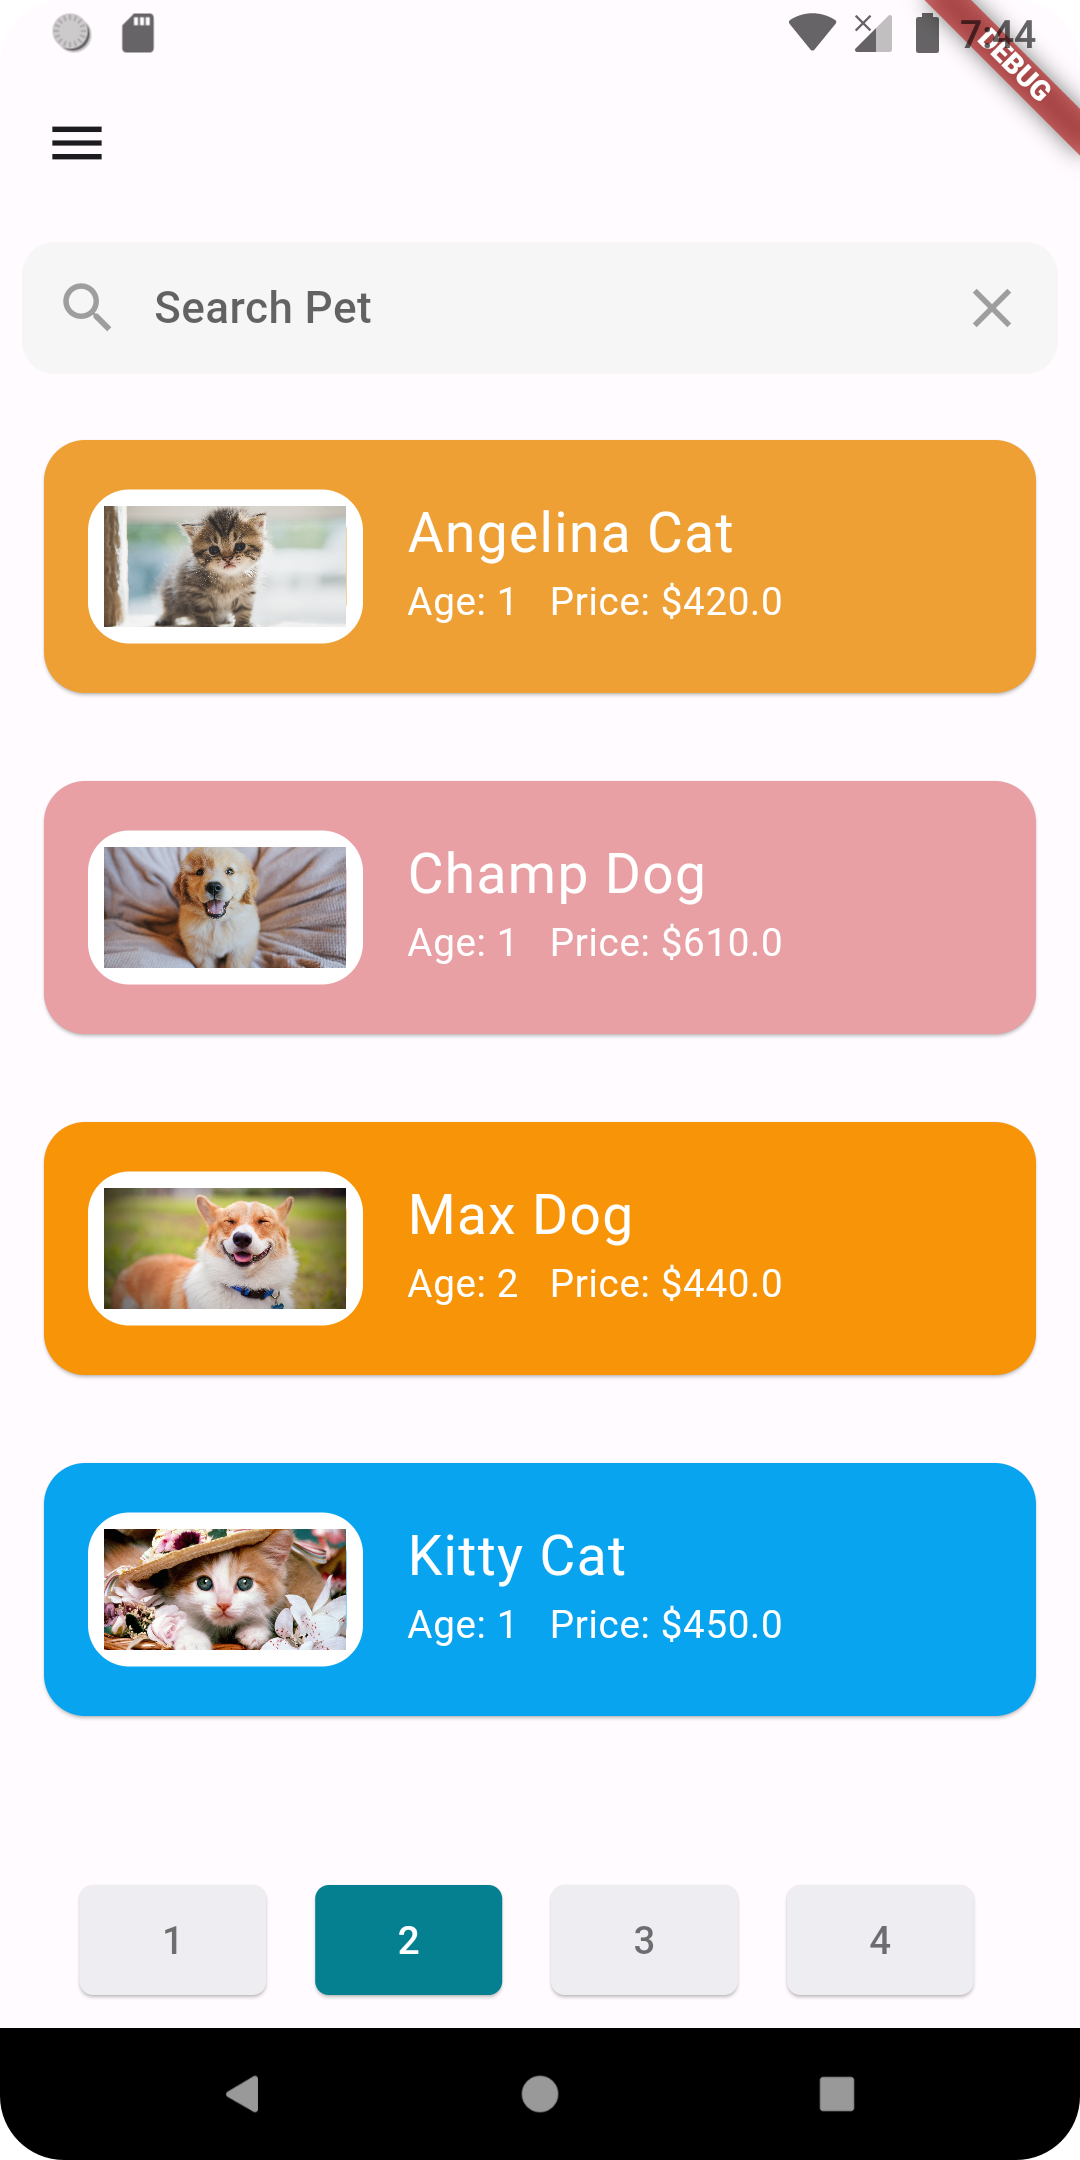 7:44
DEBUG
Search Pet
Angelina Cat
Age: 1 Price: $420.0
Champ Dog
Age: 1 Price: $610.0
Max Dog
Age: 2 Price: $440.0
Kitty Cat
Age: 1 Price: $450.0
1 2 3 4